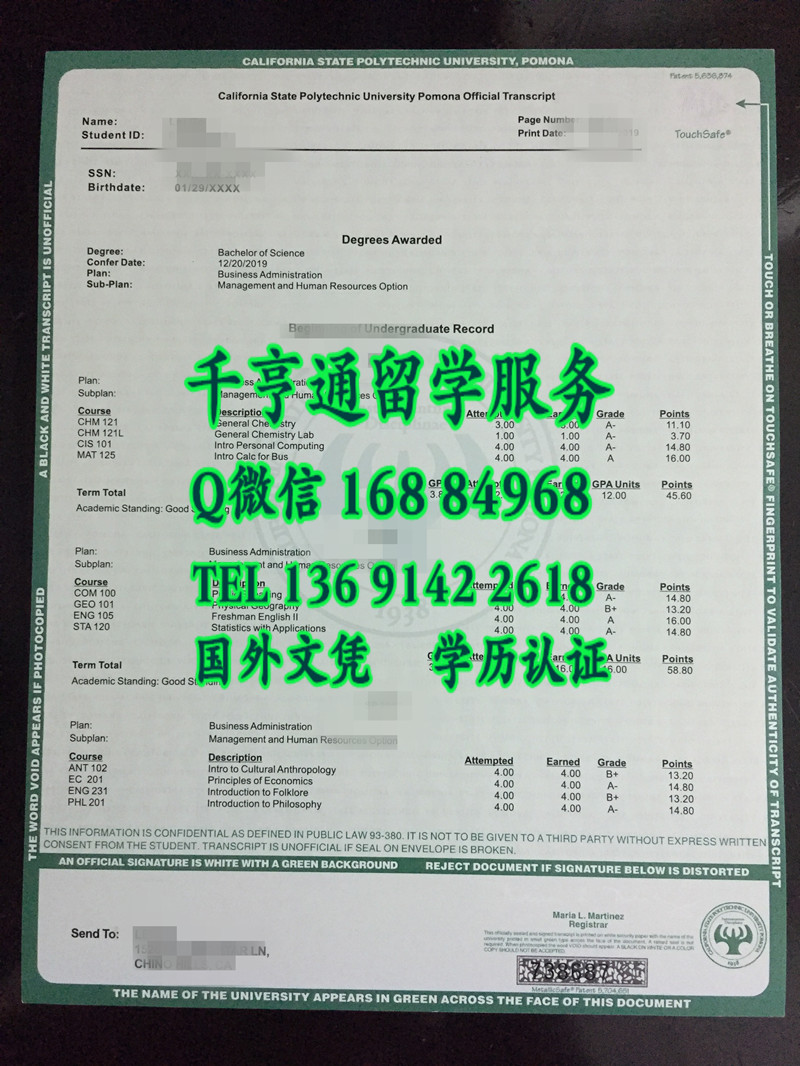 CALIFORNIA STATE POLYTECHNIC UNIVERSITY, POMONA
Patent 5,636,874
California State Polytechnic University Pomona Official Transcript
Name:
Page Numbe
Student ID:
Print Date: 19
TouchSafe®
SSN:
Birthdate: 01/29/XXXX
Degrees Awarded
Degree: Bachelor of Science
Confer Date: 12/20/2019
Plan: Business Administration
Sub-Plan: Management and Human Resources Option
Undergraduate Record
千亨通留学服务
Plan:
Subplan:
Course Description Grade Points
CHM 121 General Chemistry 3.00 3.00 A- 11.10
CHM 121L General Chemistry Lab 1.00 1.00 A- 3.70
CIS 101 Intro Personal Computing 4.00 4.00 A- 14.80
MAT 125 Intro Calc for Bus 4.00 4.00 A 16.00
Q微信 168 84968
Term Total GPA Units Points
12.00 45.60
Academic Standing: Good
Plan: Business Administration
Subplan:
TEL 136 9142 2618
Course Grade Points
COM 100 A- 14.80
GEO 101 Physical Geography 4.00 4.00 B+ 13.20
ENG 105 Freshman English II 4.00 4.00 A 16.00
STA 120 Statistics with Applications 4.00 4.00 A- 14.80
国外文凭 学历认证
Term Total Units Points
58.80
Academic Standing: Good
Plan: Business Administration
Subplan: Management and Human Resources Option
Course Description Attempted Earned Grade Points
ANT 102 Intro to Cultural Anthropology 4.00 4.00 B+ 13.20
EC 201 Principles of Economics 4.00 4.00 A- 14.80
ENG 231 Introduction to Folklore 4.00 4.00 B+ 13.20
PHL 201 Introduction to Philosophy 4.00 4.00 A- 14.80
THIS INFORMATION IS CONFIDENTIAL AS DEFINED IN PUBLIC LAW 93-380. IT IS NOT TO BE GIVEN TO A THIRD PARTY WITHOUT EXPRESS WRITTEN
CONSENT FROM THE STUDENT. TRANSCRIPT IS UNOFFICIAL IF SEAL ON ENVELOPE IS BROKEN.
AN OFFICIAL SIGNATURE IS WHITE WITH A GREEN BACKGROUND REJECT DOCUMENT IF SIGNATURE BELOW IS DISTORTED
Maria L. Martinez
Registrar
Send To:
LN,
CHINO
738687
MetallicSafe® Patent 5,704,651
THE NAME OF THE UNIVERSITY APPEARS IN GREEN ACROSS THE FACE OF THIS DOCUMENT
THE WORD VOID APPEARS IF PHOTOCOPIED
A BLACK AND WHITE TRANSCRIPT IS UNOFFICIAL
TOUCH OR BREATHE ON TOUCHSAFE® FINGERPRINT TO VALIDATE AUTHENTICITY OF TRANSCRIPT